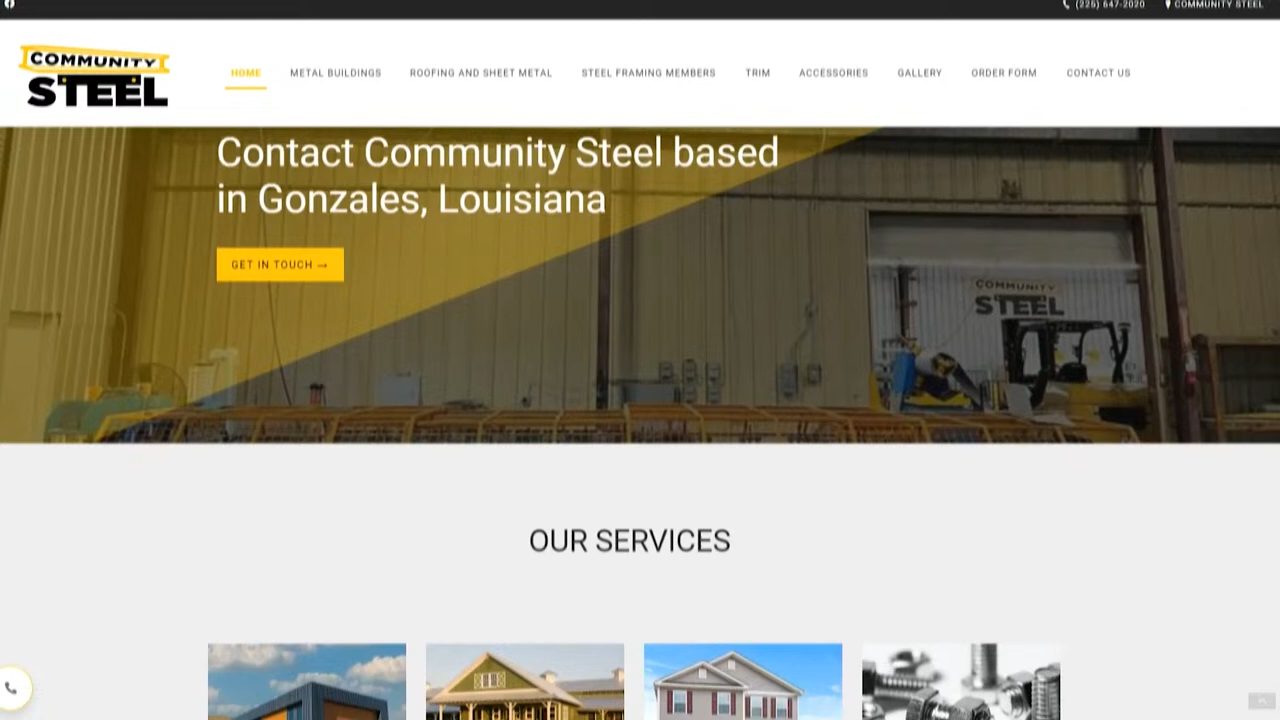 (225) 647-2020
COMMUNITY STEEL
COMMUNITY
STEEL
HOME
METAL BUILDINGS
ROOFING AND SHEET METAL
STEEL FRAMING MEMBERS
TRIM
ACCESSORIES
GALLERY
ORDER FORM
CONTACT US
Contact Community Steel based
in Gonzales, Louisiana
GET IN TOUCH →
COMMUNITY
STEEL
OUR SERVICES